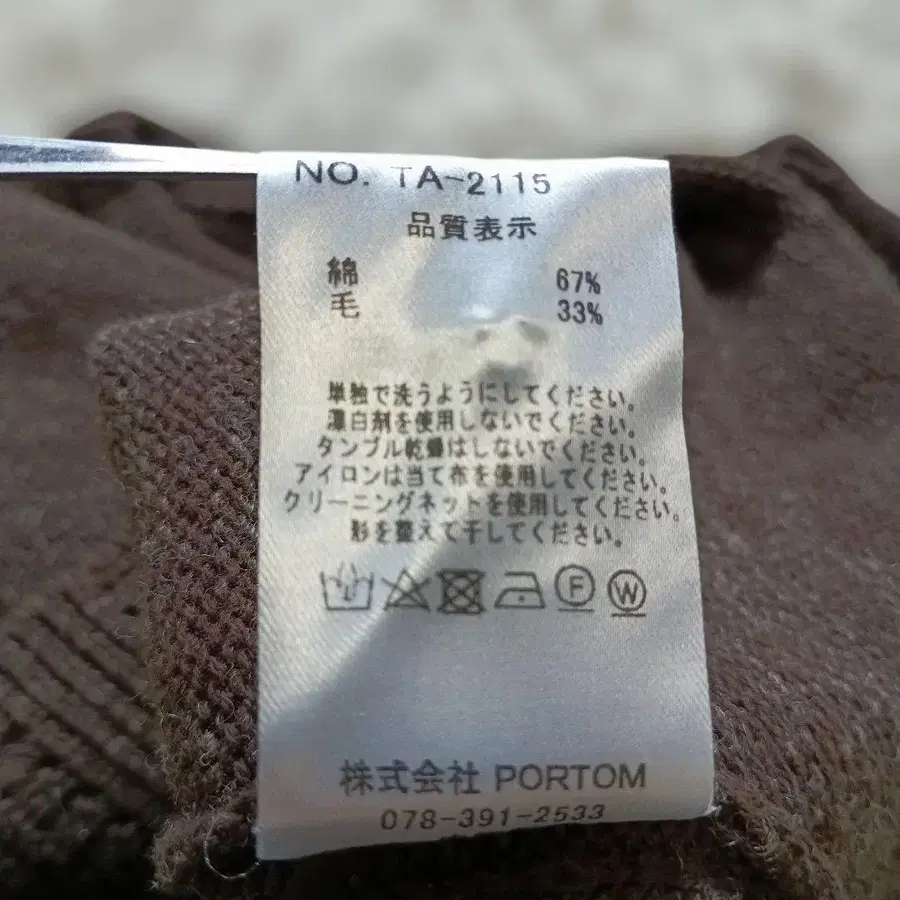 NO. TA-2115
品質表示
綿 67%
毛 33%
単独で洗うようにしてください。
漂白剤を使用しないでください。
タンブル乾燥はしないでください。
アイロンは当て布を使用してください。
クリーニングネットを使用してください。
形を整えて干してください。
F W
株式会社 PORTOM
078-391-2533